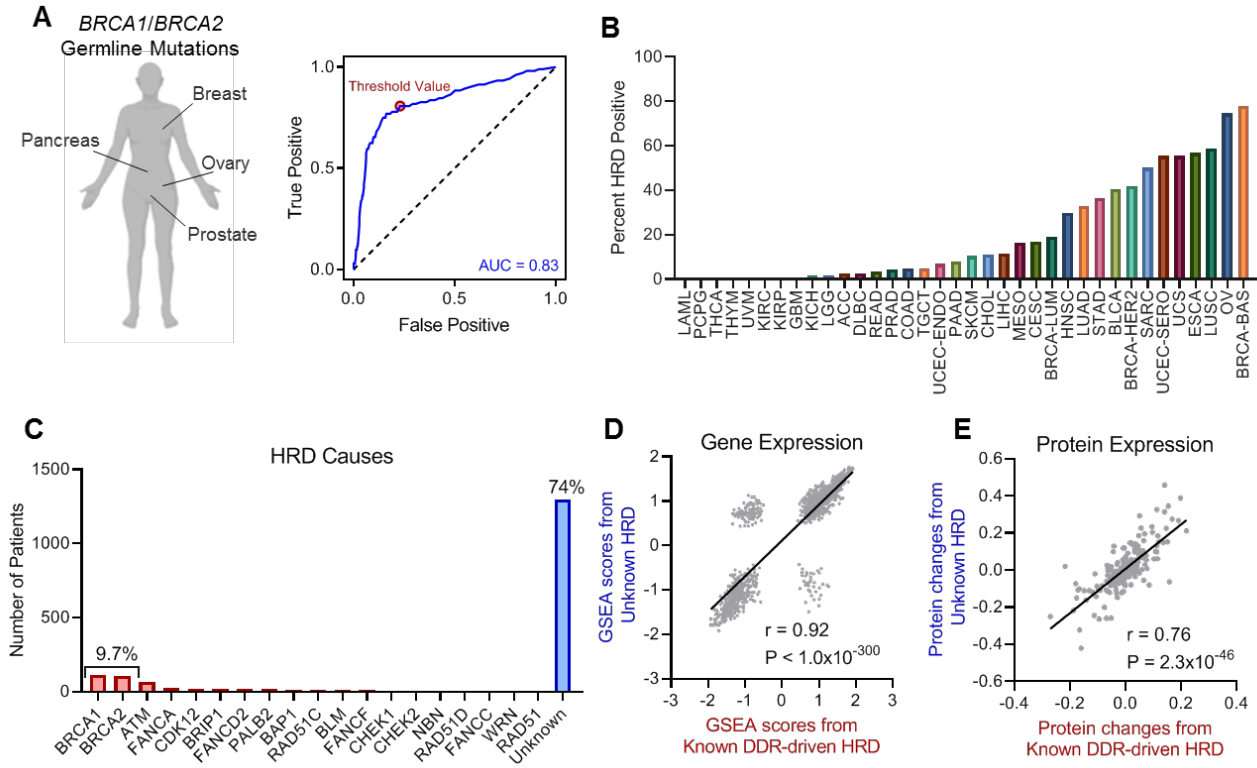 A
BRCA1/BRCA2
Germline Mutations
Breast
Pancreas
Ovary
Prostate
True Positive
1.0
0.5
0.0
Threshold Value
AUC = 0.83
0.0 0.5 1.0
False Positive
B
Percent HRD Positive
100
80
60
40
20
0
LAML
PCPG
THCA
THYM
UVM
KIRC
KIRP
GBM
KICH
LGG
ACC
DLBC
READ
PRAD
COAD
TGCT
UCEC-ENDO
PAAD
SKCM
CHOL
LIHC
MESO
CESC
BRCA-LUM
HNSC
LUAD
STAD
BLCA
BRCA-HER2
SARC
UCEC-SERO
UCS
ESCA
LUSC
OV
BRCA-BAS
C
HRD Causes
Number of Patients
1500
1000
500
0
9.7%
74%
BRCA1
BRCA2
ATM
FANCA
CDK12
BRIP1
FANCD2
PALB2
BAP1
RAD51C
BLM
FANCF
CHEK1
CHEK2
NBN
RAD51D
FANCC
WRN
RAD51
Unknown
D
Gene Expression
GSEA scores from
Unknown HRD
2
1
0
-1
-2
-3
r = 0.92
P < 1.0x10-300
-3 -2 -1 0 1 2 3
GSEA scores from
Known DDR-driven HRD
E
Protein Expression
Protein changes from
Unknown HRD
0.6
0.4
0.2
0.0
-0.2
-0.4
-0.6
r = 0.76
P = 2.3x10-46
-0.4 -0.2 0.0 0.2 0.4
Protein changes from
Known DDR-driven HRD